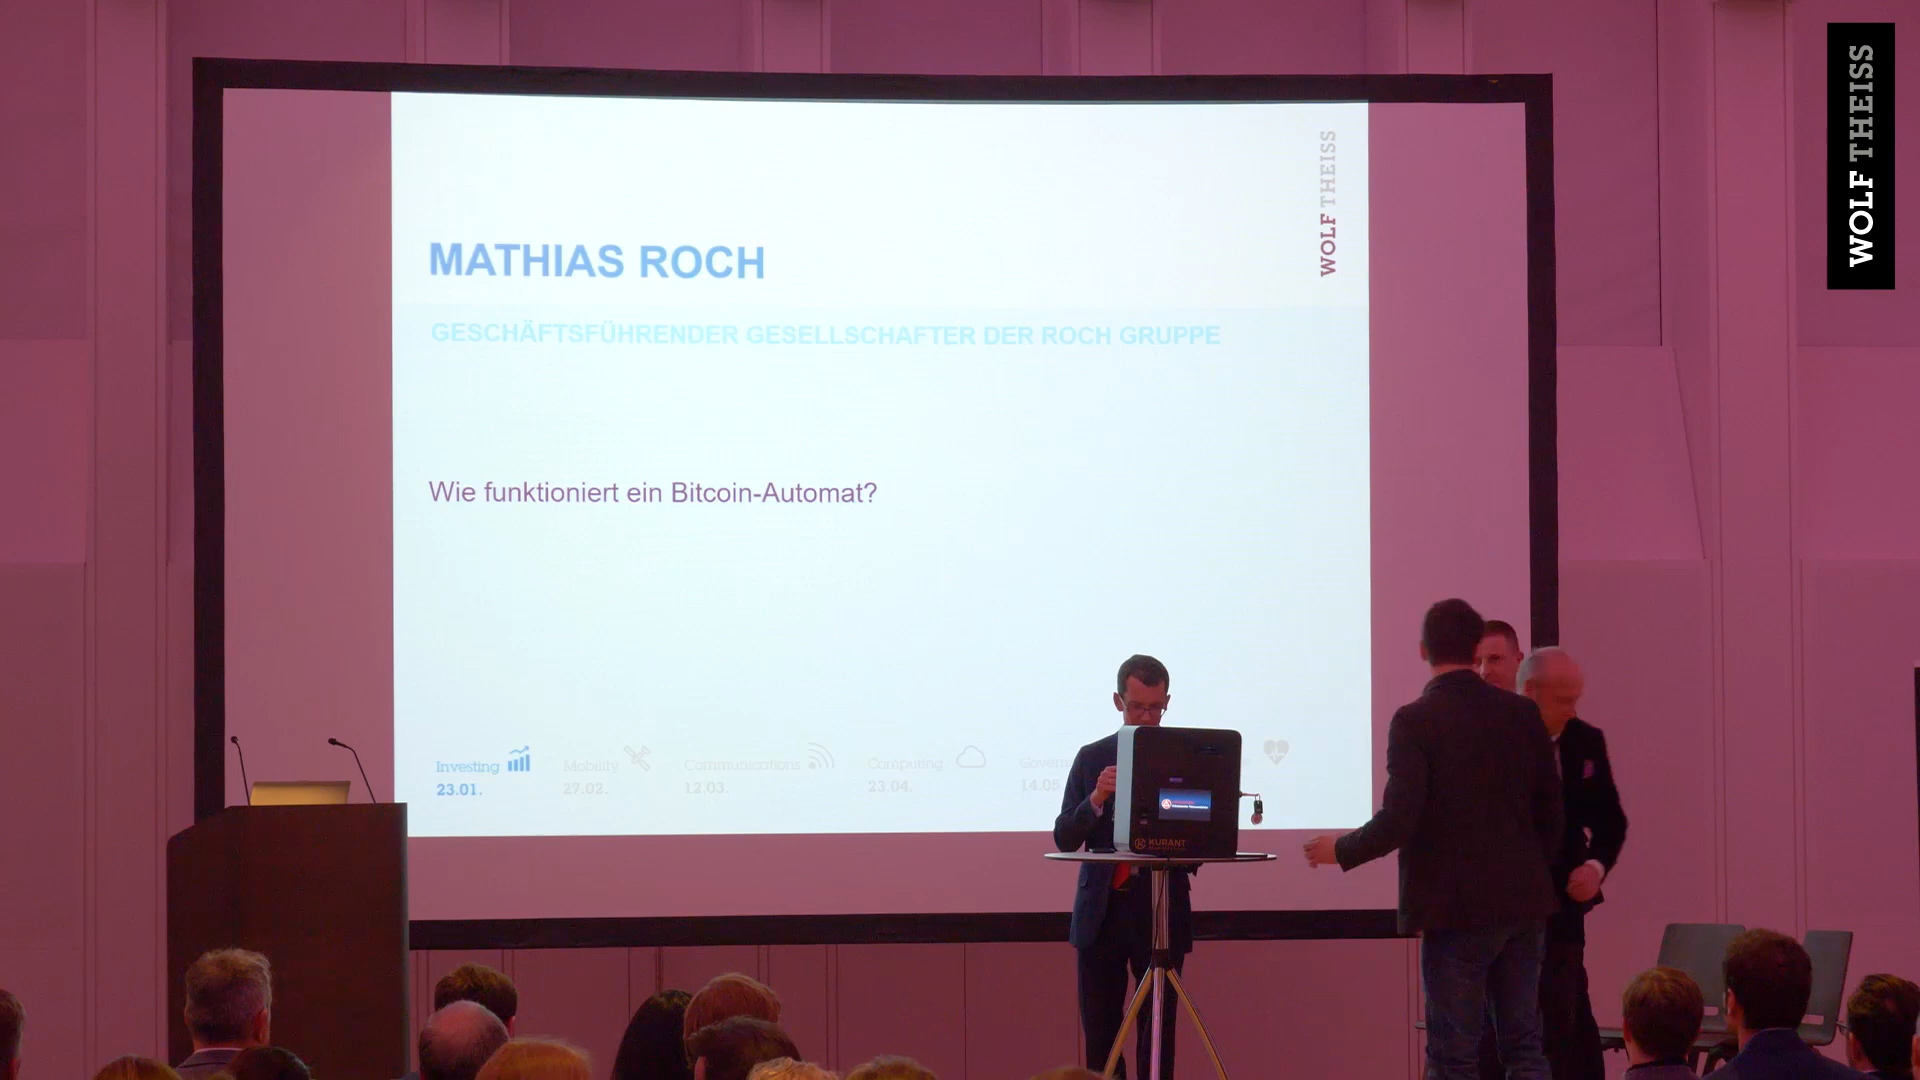 WOLF THEISS
WOLF THEISS
MATHIAS ROCH
GESCHÄFTSFÜHRENDER GESELLSCHAFTER DER ROCH GRUPPE
Wie funktioniert ein Bitcoin-Automat?
Investing
23.01.
Mobility
27.02.
Communications
12.03.
Computing
23.04.
14.05.
KURANT